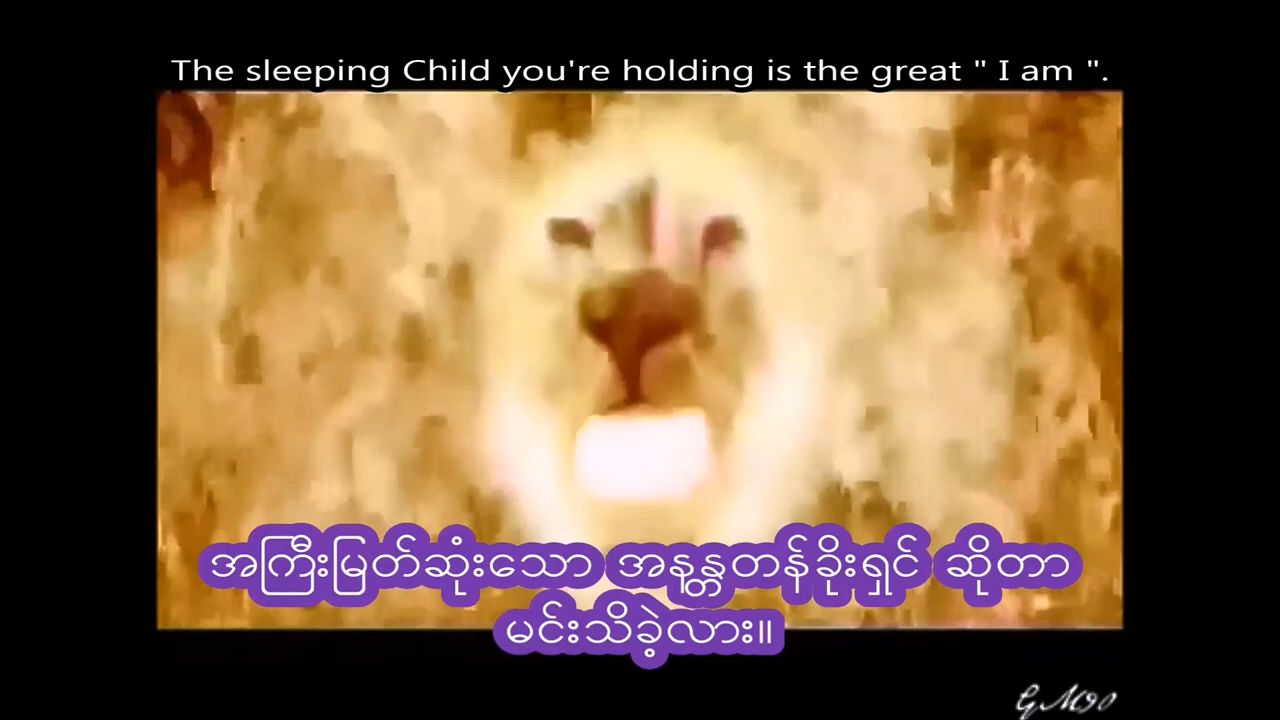 The sleeping Child you're holding is the great " I am ".
အကြီးမြတ်ဆုံးသော အနန္တတန်ခိုးရှင် ဆိုတာ
မင်းသိခဲ့လား။
GM90